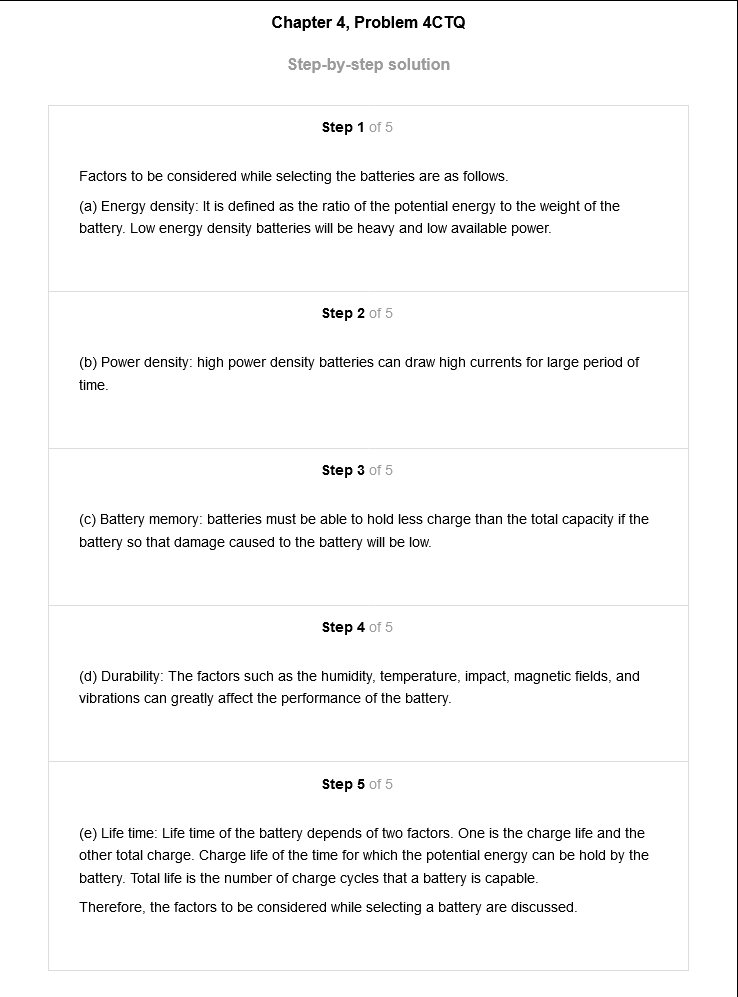 Chapter 4, Problem 4CTQ
Step-by-step solution
Step 1 of 5
Factors to be considered while selecting the batteries are as follows.
(a) Energy density: It is defined as the ratio of the potential energy to the weight of the
battery. Low energy density batteries will be heavy and low available power.
Step 2 of 5
(b) Power density: high power density batteries can draw high currents for large period of
time.
Step 3 of 5
(c) Battery memory: batteries must be able to hold less charge than the total capacity if the
battery so that damage caused to the battery will be low.
Step 4 of 5
(d) Durability: The factors such as the humidity, temperature, impact, magnetic fields, and
vibrations can greatly affect the performance of the battery.
Step 5 of 5
(e) Life time: Life time of the battery depends of two factors. One is the charge life and the
other total charge. Charge life of the time for which the potential energy can be hold by the
battery. Total life is the number of charge cycles that a battery is capable.
Therefore, the factors to be considered while selecting a battery are discussed.